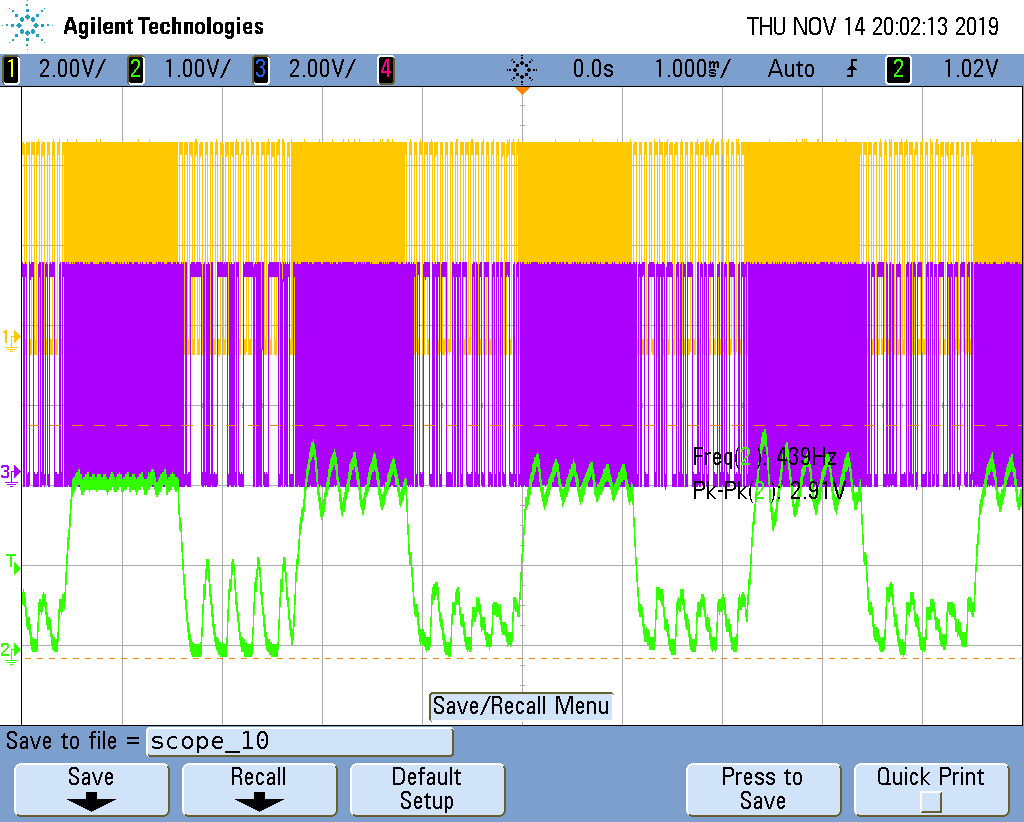 Agilent Technologies THU NOV 14 20:02:13 2019
1 2.00V/ 2 1.00V/ 3 2.00V/ 4 0.0s 1.000ms/ Auto 2 1.02V
1
3
Freq(2): 439Hz
Pk-Pk(2): 2.91V
T
2
Save/Recall Menu
Save to file = scope_10
Save Recall Default Setup Press to Save Quick Print